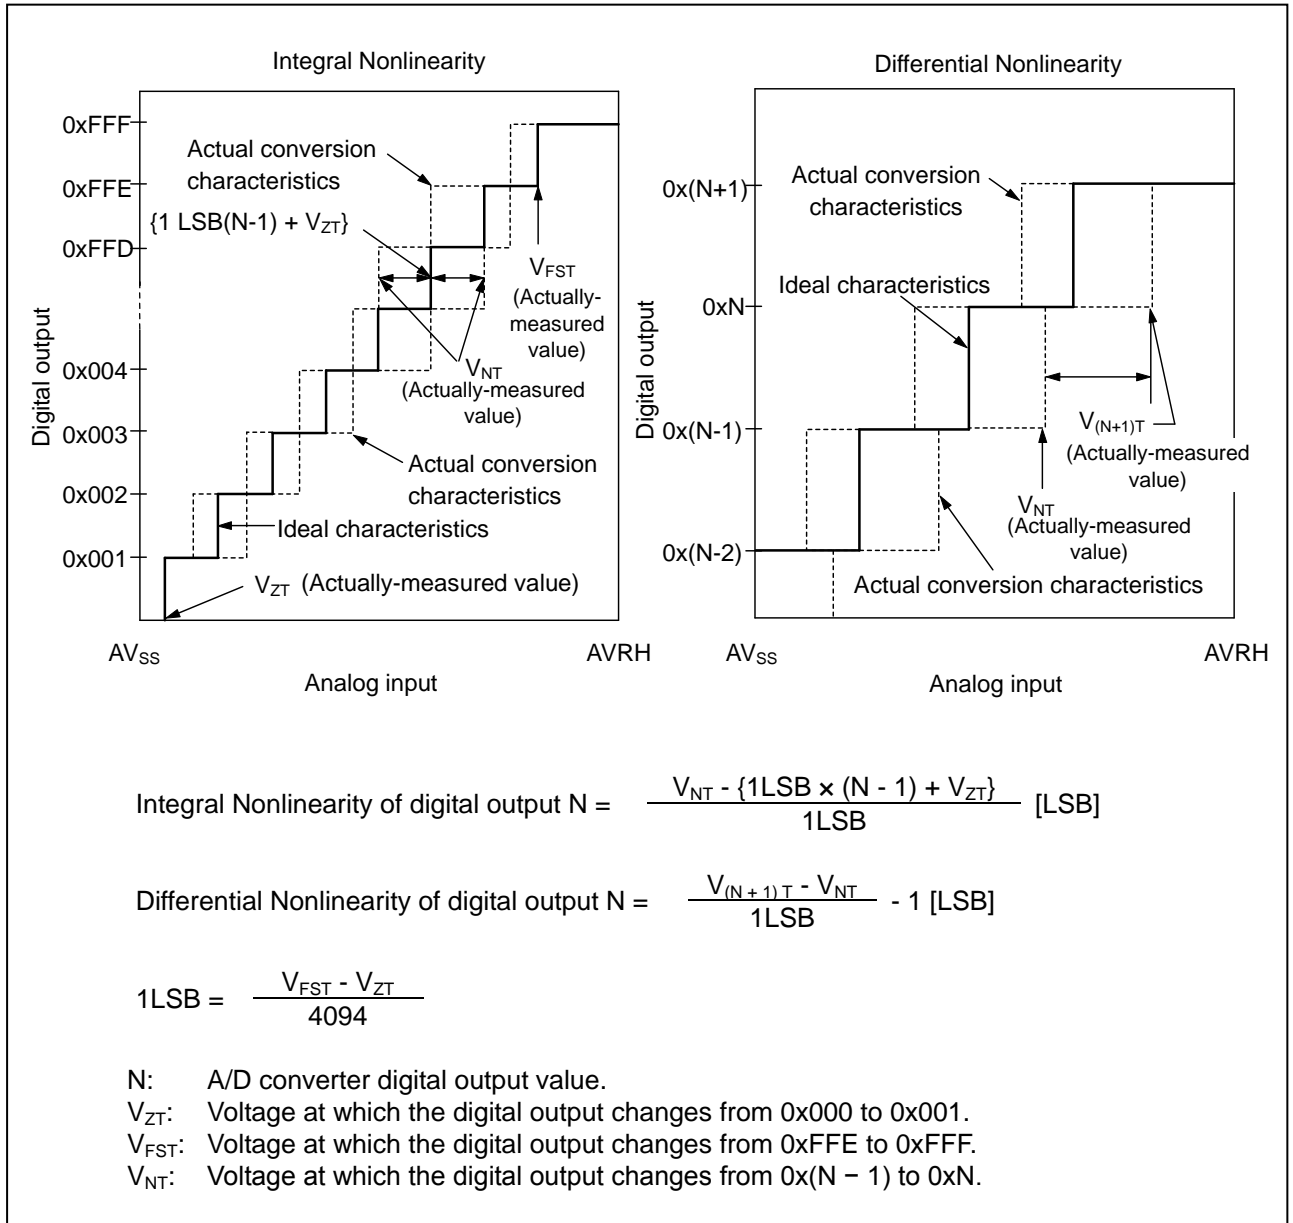 Integral Nonlinearity
0xFFF
0xFFE
0xFFD
0x004
0x003
0x002
0x001
Digital output
Actual conversion
characteristics
{1 LSB(N-1) + VZT}
VFST
(Actually-
measured
value)
VNT
(Actually-measured
value)
Actual conversion
characteristics
Ideal characteristics
VZT (Actually-measured value)
AVSS
AVRH
Analog input
Differential Nonlinearity
0x(N+1)
0xN
0x(N-1)
0x(N-2)
Digital output
Actual conversion
characteristics
Ideal characteristics
V(N+1)T
(Actually-measured
value)
VNT
(Actually-measured
value)
Actual conversion characteristics
AVSS
AVRH
Analog input
Integral Nonlinearity of digital output N = VNT - {1LSB × (N - 1) + VZT} / 1LSB [LSB]
Differential Nonlinearity of digital output N = V(N + 1) T - VNT / 1LSB - 1 [LSB]
1LSB = VFST - VZT / 4094
N: A/D converter digital output value.
VZT: Voltage at which the digital output changes from 0x000 to 0x001.
VFST: Voltage at which the digital output changes from 0xFFE to 0xFFF.
VNT: Voltage at which the digital output changes from 0x(N − 1) to 0xN.